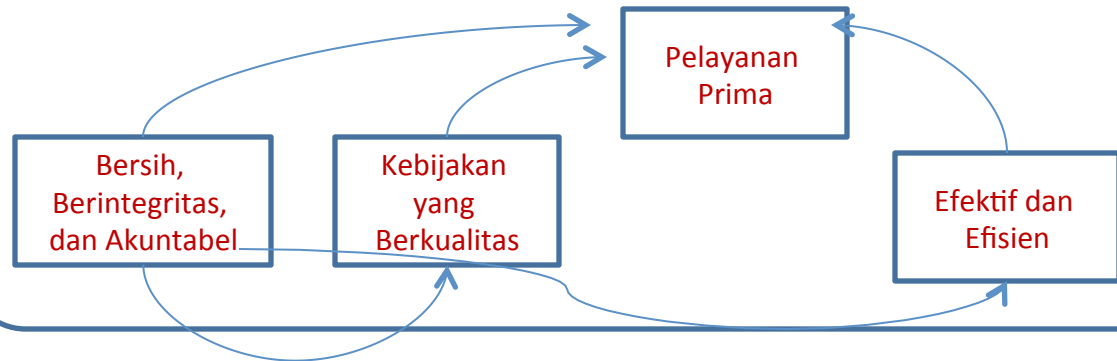 Pelayanan
Prima
Bersih,
Berintegritas,
dan Akuntabel
Kebijakan
yang
Berkualitas
Efektif dan
Efisien